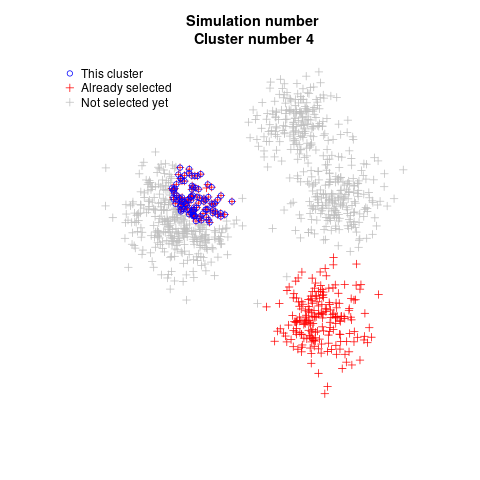 Simulation number
Cluster number 4
This cluster
Already selected
Not selected yet